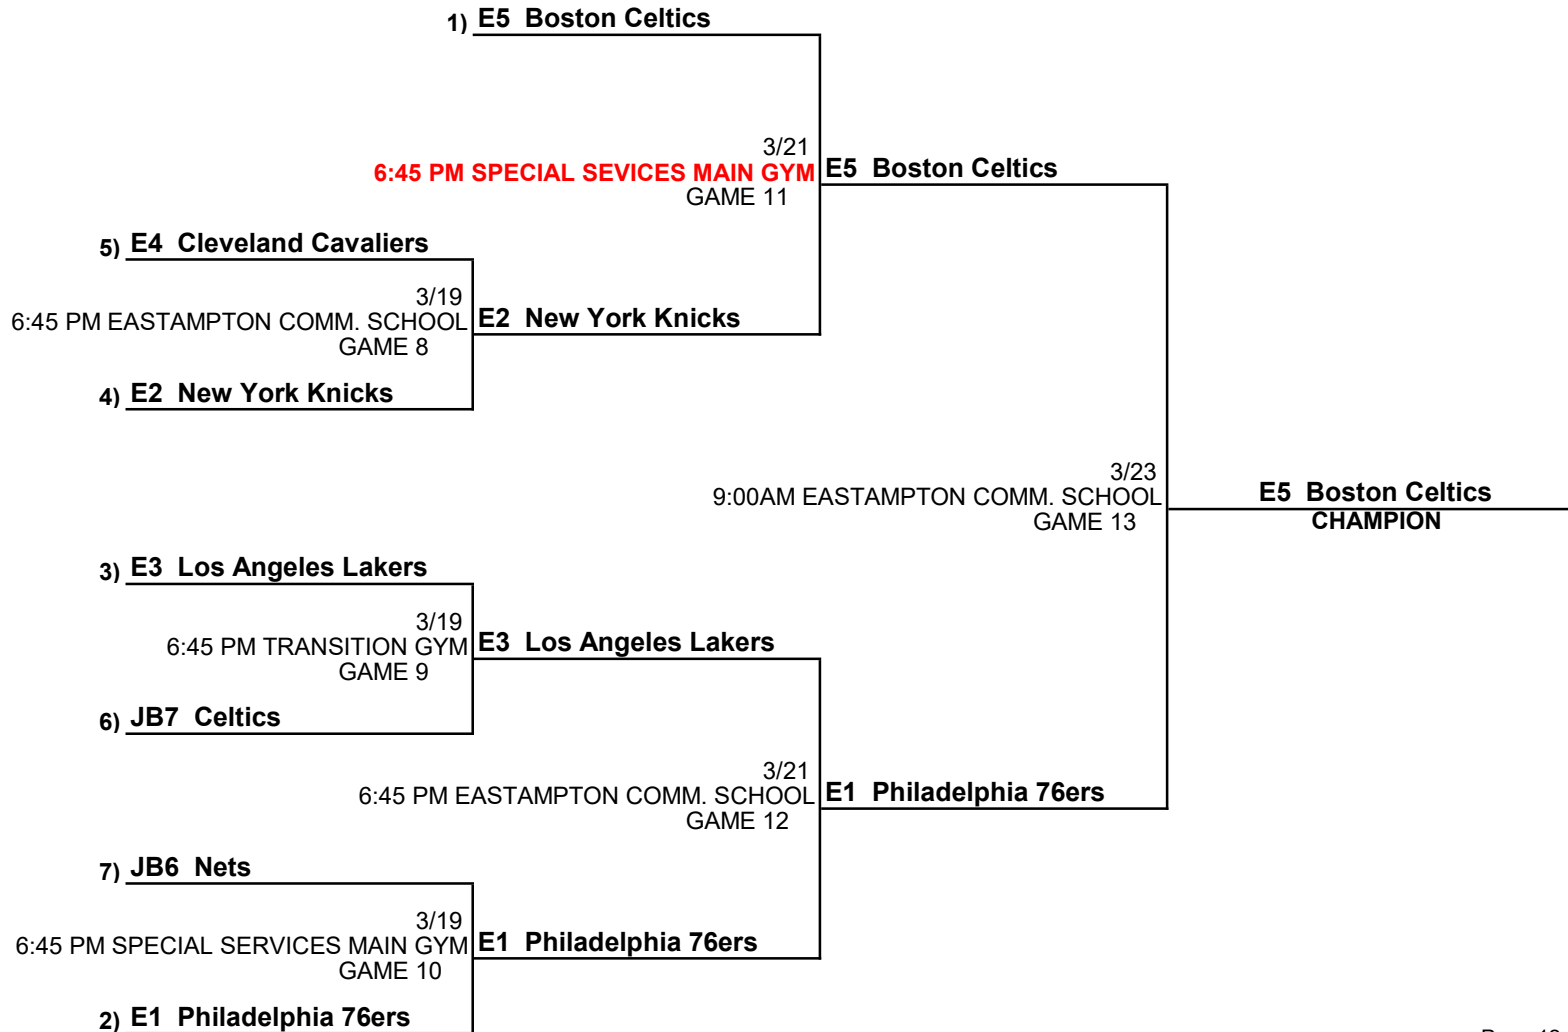 1) E5 Boston Celtics
3/21
6:45 PM SPECIAL SEVICES MAIN GYM
GAME 11
E5 Boston Celtics
5) E4 Cleveland Cavaliers
3/19
6:45 PM EASTAMPTON COMM. SCHOOL
GAME 8
E2 New York Knicks
4) E2 New York Knicks
3/23
9:00AM EASTAMPTON COMM. SCHOOL
GAME 13
E5 Boston Celtics
CHAMPION
3) E3 Los Angeles Lakers
3/19
6:45 PM TRANSITION GYM
GAME 9
E3 Los Angeles Lakers
6) JB7 Celtics
3/21
6:45 PM EASTAMPTON COMM. SCHOOL
GAME 12
E1 Philadelphia 76ers
7) JB6 Nets
3/19
6:45 PM SPECIAL SERVICES MAIN GYM
GAME 10
E1 Philadelphia 76ers
2) E1 Philadelphia 76ers